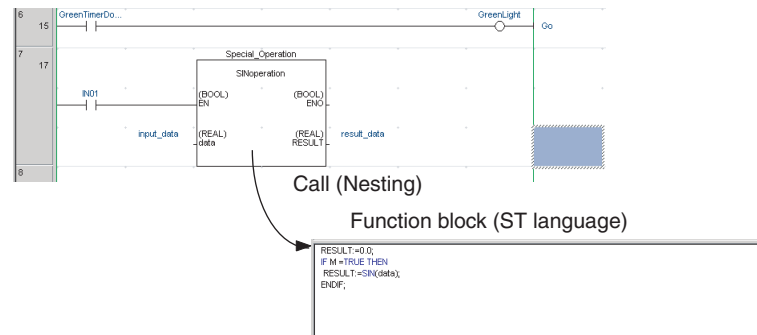 6 GreenTimerDo... GreenLight
15 Go
7 Special_Operation
17 SINoperation
IN01 (BOOL) (BOOL)
EN ENO
input_data (REAL) (REAL) result_data
data RESULT
8
Call (Nesting)
Function block (ST language)
RESULT:=0.0;
IF M =TRUE THEN
RESULT:=SIN(data);
ENDIF;